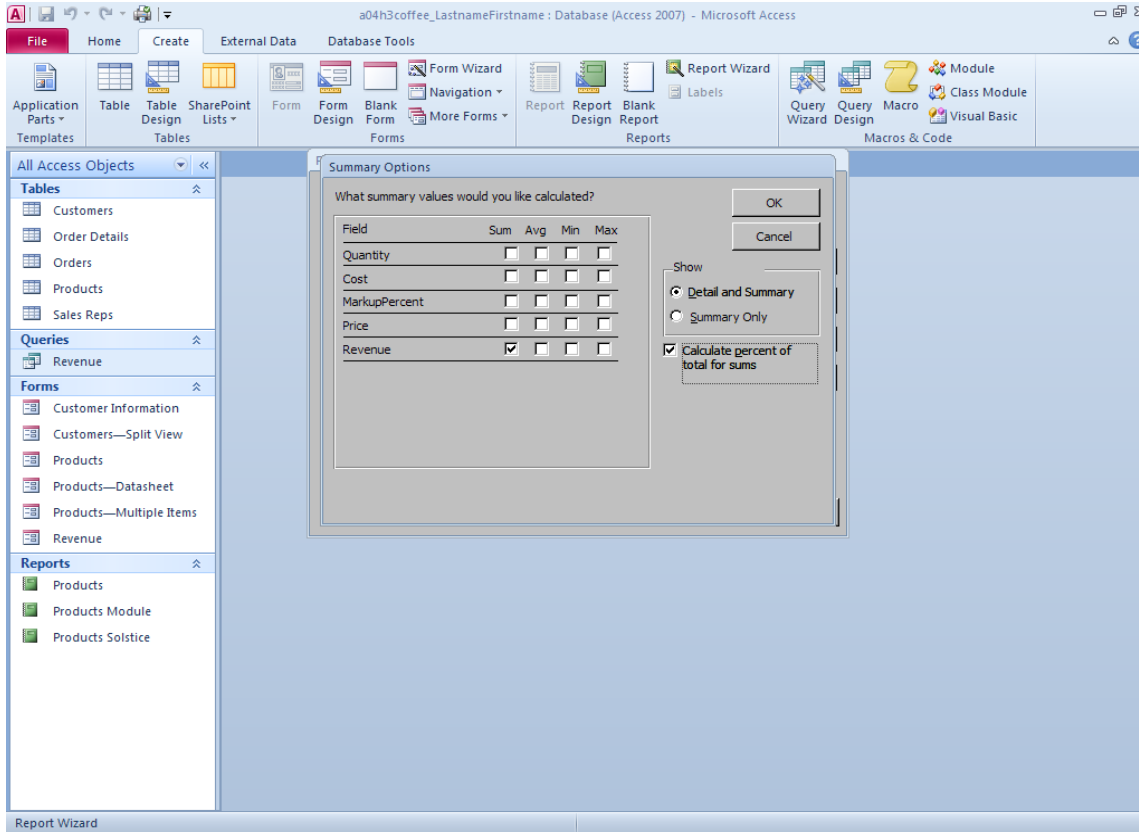 a04h3coffee_LastnameFirstname : Database (Access 2007) - Microsoft Access
File Home Create External Data Database Tools
Application Parts
Table
Table Design
SharePoint Lists
Form
Form Design
Blank Form
Form Wizard
Navigation
More Forms
Report
Report Design
Blank Report
Report Wizard
Labels
Query Wizard
Query Design
Macro
Module
Class Module
Visual Basic
Templates Tables Forms Reports Macros & Code
All Access Objects
Tables
Customers
Order Details
Orders
Products
Sales Reps
Queries
Revenue
Forms
Customer Information
Customers—Split View
Products
Products—Datasheet
Products—Multiple Items
Revenue
Reports
Products
Products Module
Products Solstice
Summary Options
What summary values would you like calculated?
Field Sum Avg Min Max
Quantity
Cost
MarkupPercent
Price
Revenue
OK
Cancel
Show
Detail and Summary
Summary Only
Calculate percent of
total for sums
Report Wizard